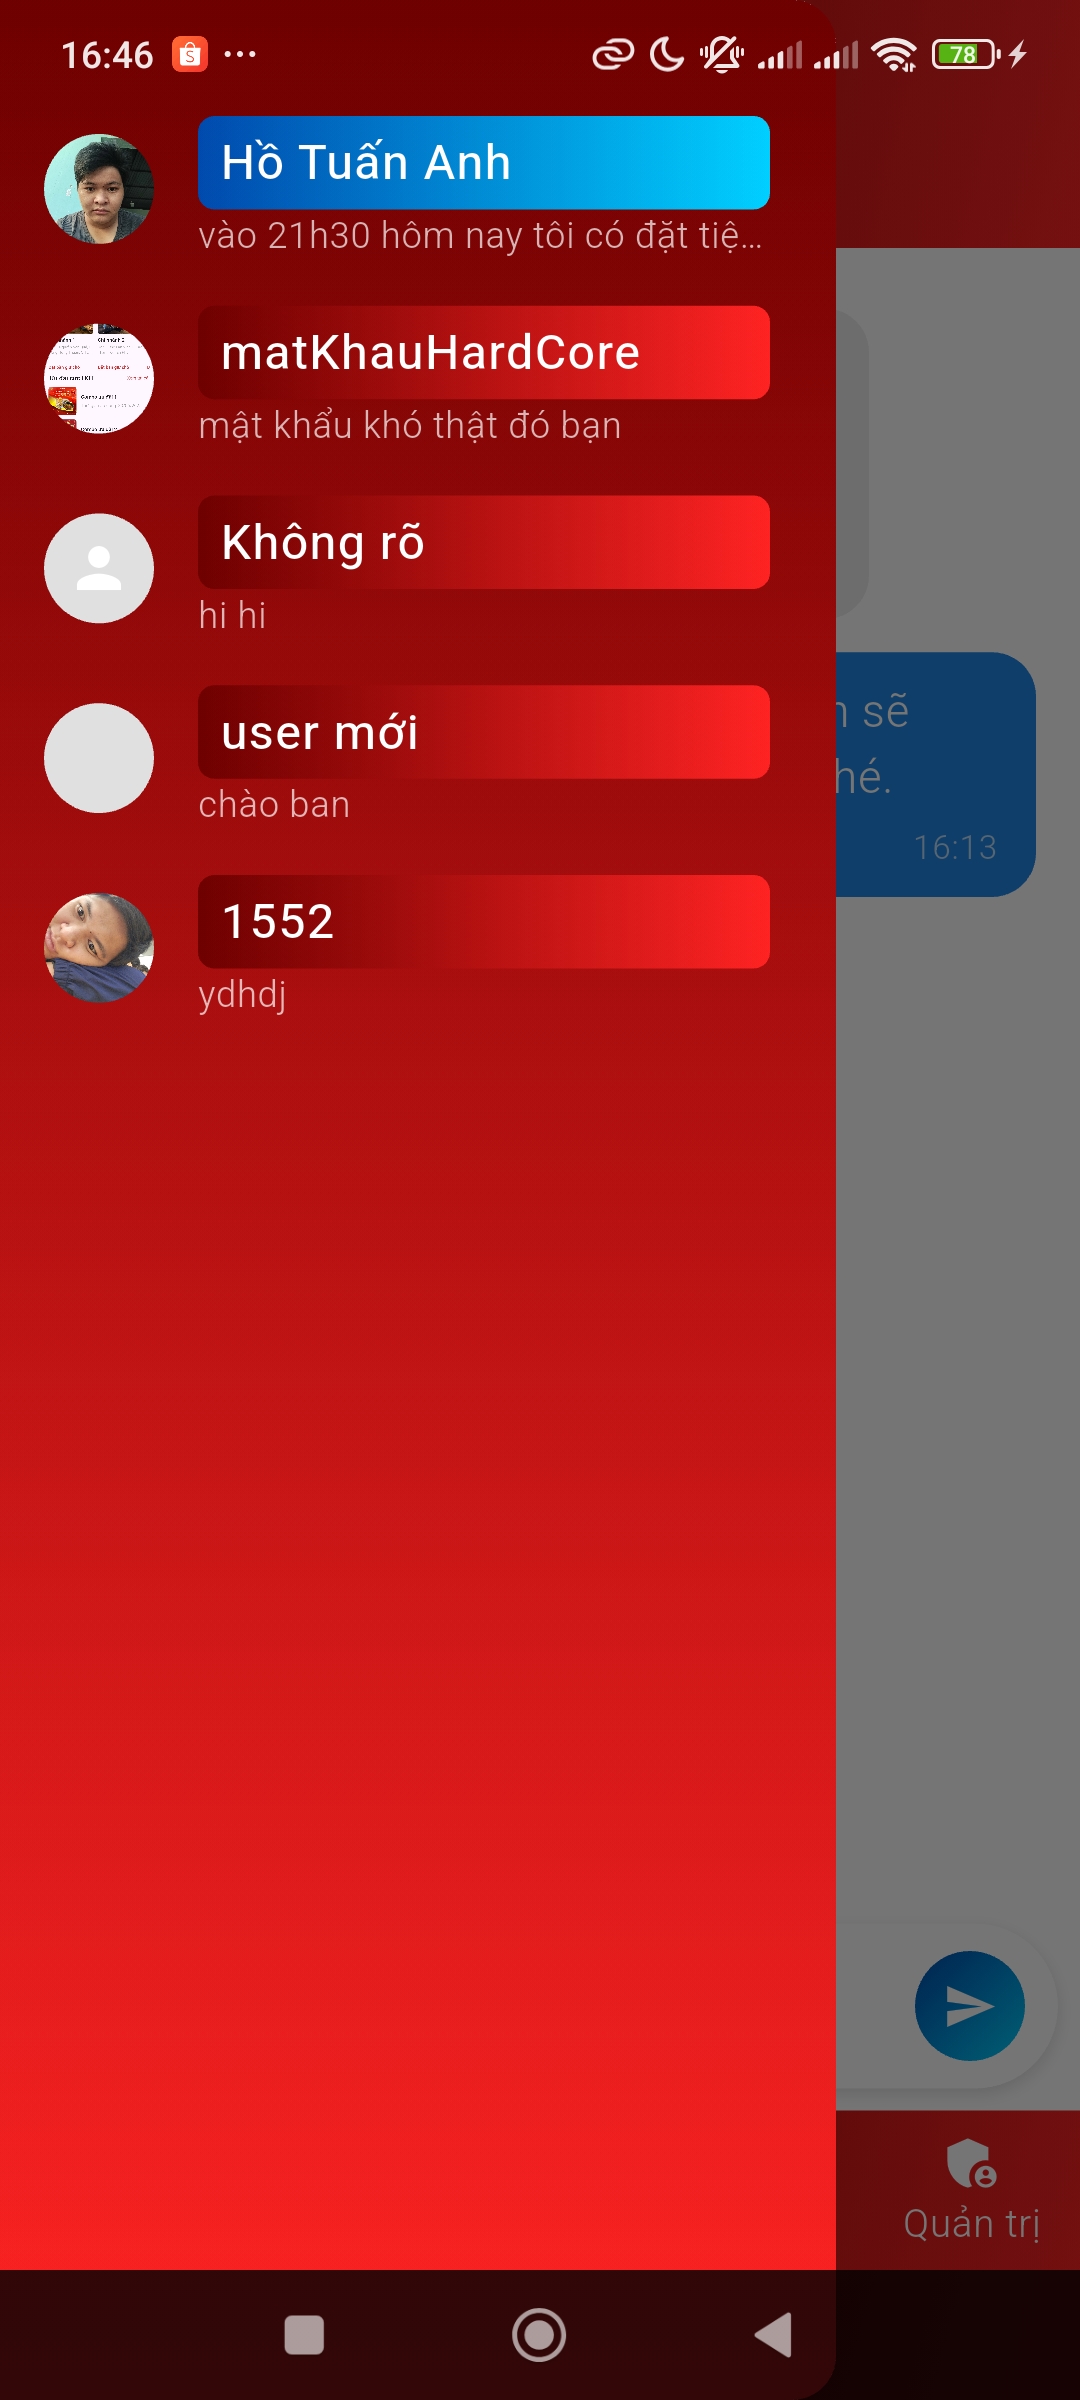 16:46
78
Hồ Tuấn Anh
vào 21h30 hôm nay tôi có đặt tiệ...
matKhauHardCore
mật khẩu khó thật đó bạn
Không rõ
hi hi
user mới
sẽ
chào ban
hé.
16:13
1552
ydhdj
Quản trị